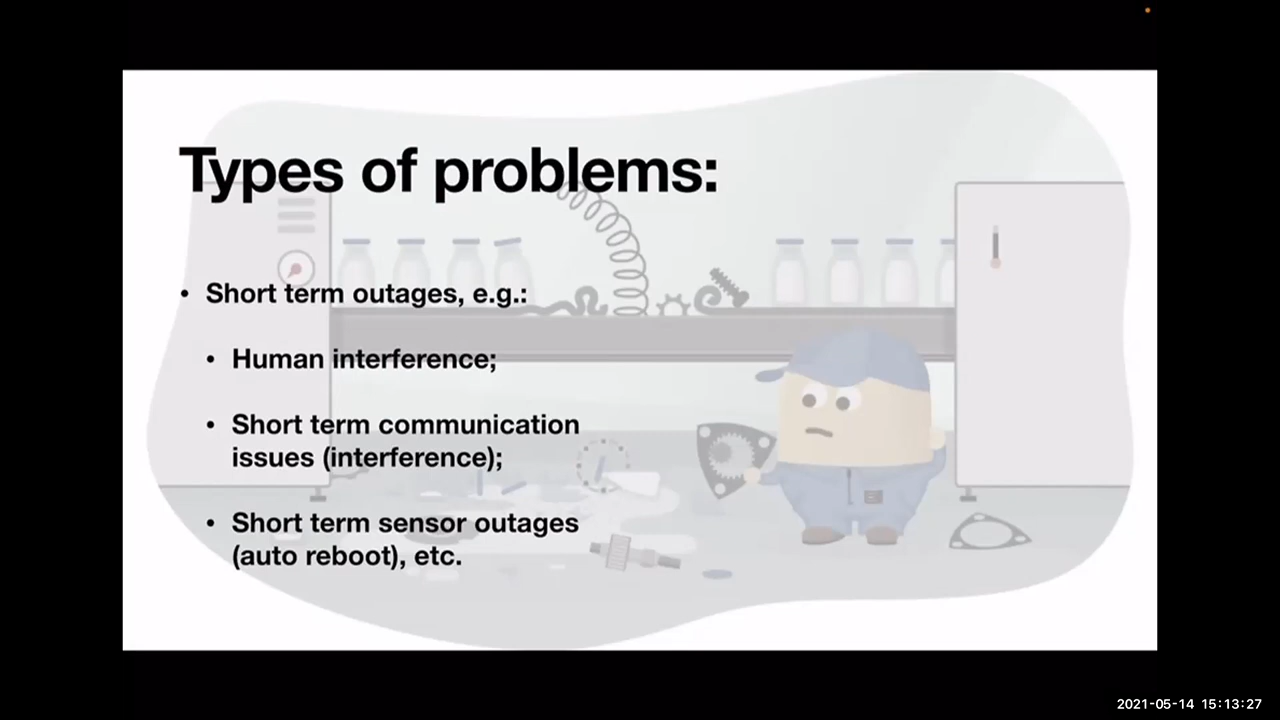 Types of problems:
• Short term outages, e.g.:
• Human interference;
• Short term communication
issues (interference);
• Short term sensor outages
(auto reboot), etc.
2021-05-14 15:13:27